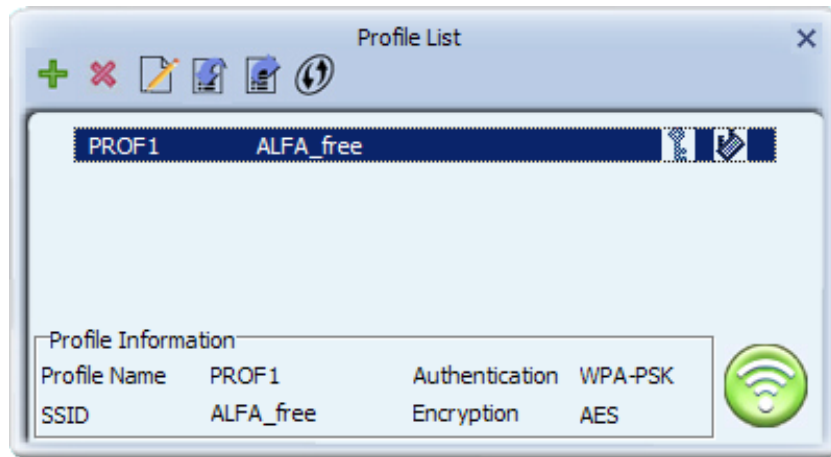 Profile List
PROF1 ALFA_free
Profile Information
Profile Name PROF1 Authentication WPA-PSK
SSID ALFA_free Encryption AES